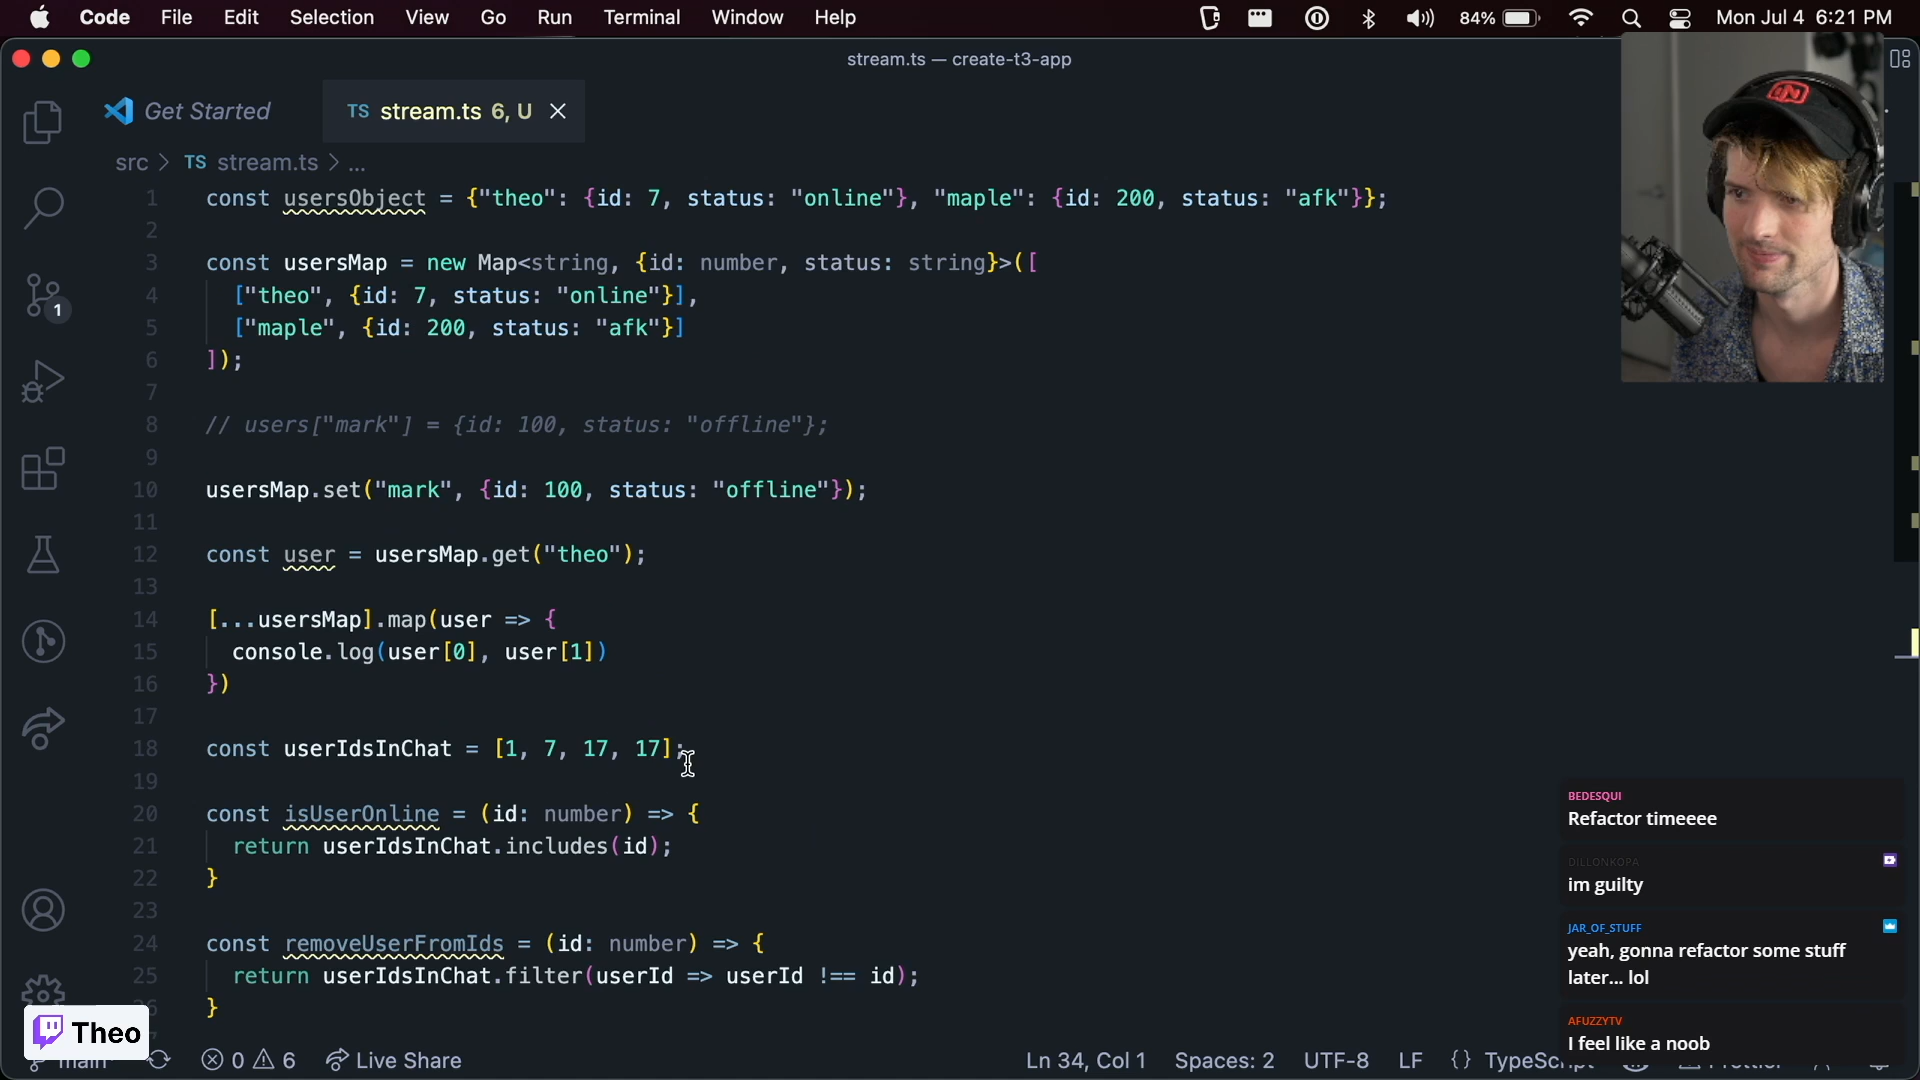 Code File Edit Selection View Go Run Terminal Window Help 84% Mon Jul 4 6:21 PM
stream.ts — create-t3-app
Get Started TS stream.ts 6, U
src > TS stream.ts > ...
1 const usersObject = {"theo": {id: 7, status: "online"}, "maple": {id: 200, status: "afk"}};
2
3 const usersMap = new Map<string, {id: number, status: string}>([
4 ["theo", {id: 7, status: "online"}],
5 ["maple", {id: 200, status: "afk"}]
6 ]);
7
8 // users["mark"] = {id: 100, status: "offline"};
9
10 usersMap.set("mark", {id: 100, status: "offline"});
11
12 const user = usersMap.get("theo");
13
14 [...usersMap].map(user => {
15 console.log(user[0], user[1])
16 })
17
18 const userIdsInChat = [1, 7, 17, 17];
19
20 const isUserOnline = (id: number) => {
21 return userIdsInChat.includes(id);
22 }
23
24 const removeUserFromIds = (id: number) => {
25 return userIdsInChat.filter(userId => userId !== id);
26 }
1
BEDESQUI
Refactor timeeee
DILLONKOPA
im guilty
JAR_OF_STUFF
yeah, gonna refactor some stuff
later... lol
AFUZZYTV
I feel like a noob
Theo
main 0 6 Live Share Ln 34, Col 1 Spaces: 2 UTF-8 LF {}